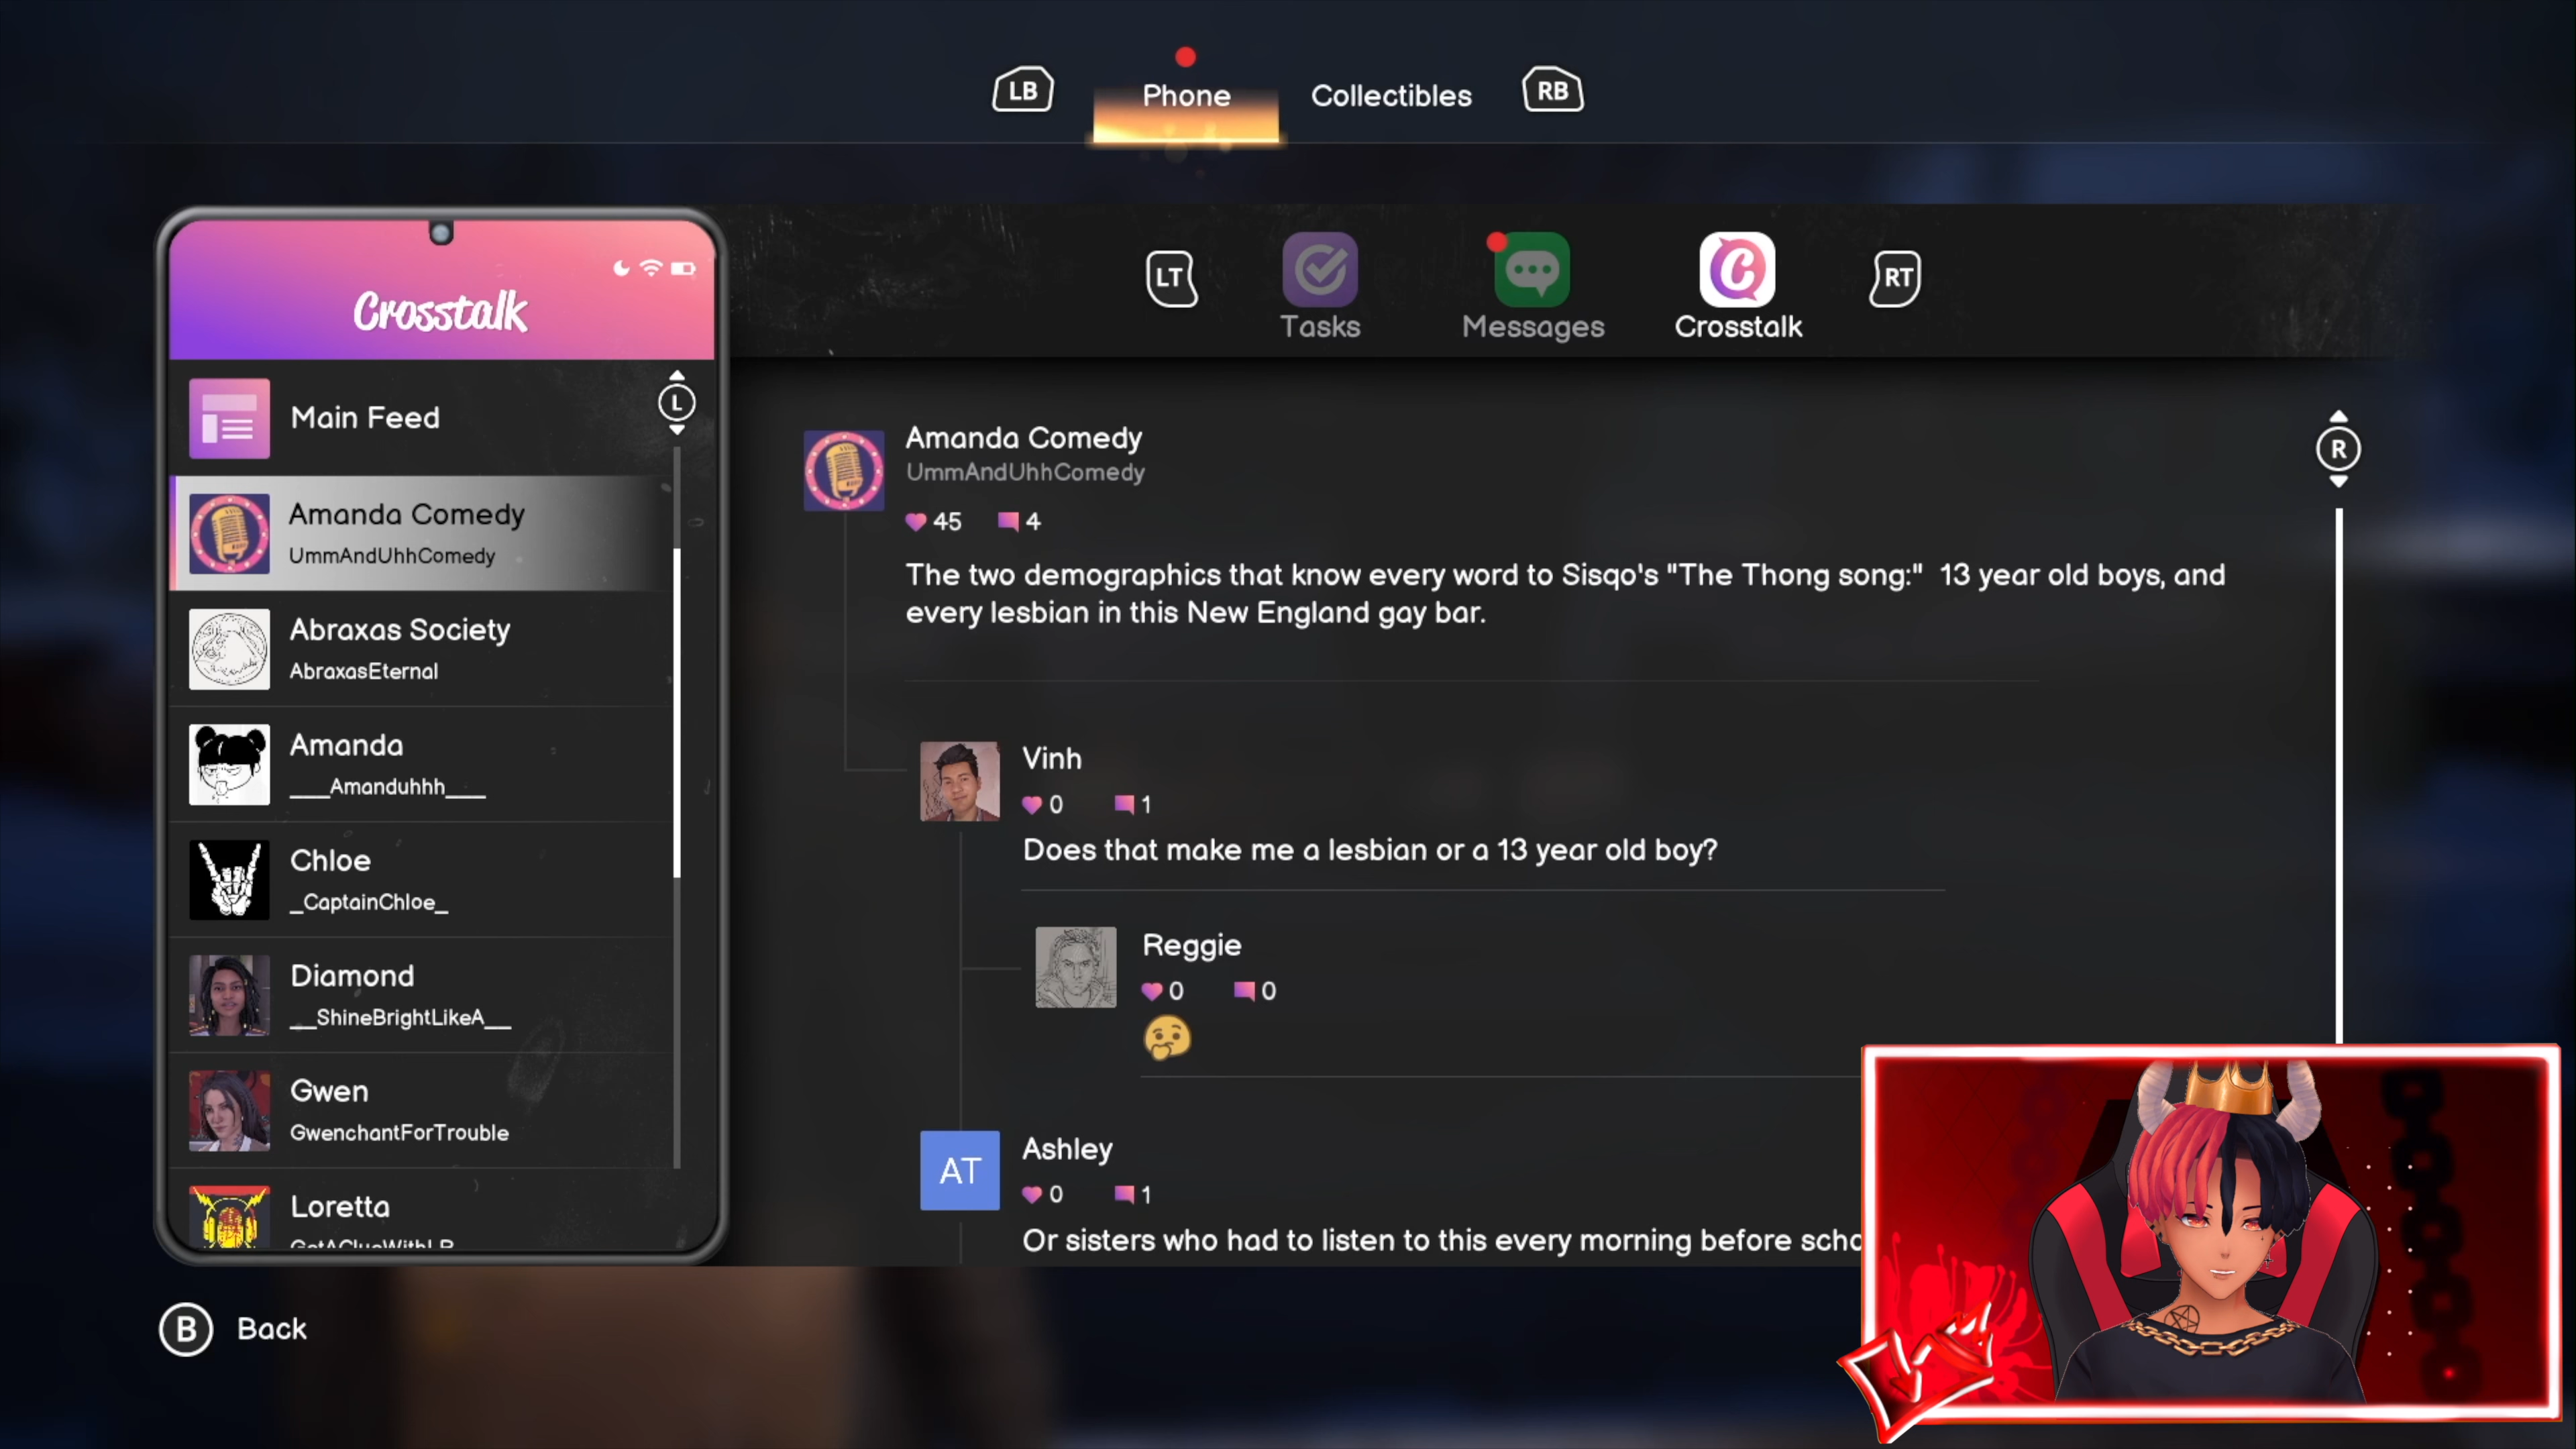 LB
Phone
Collectibles
RB
Crosstalk
LT
Tasks
Messages
Crosstalk
RT
Main Feed
L
Amanda Comedy
UmmAndUhhComedy
Abraxas Society
AbraxasEternal
Amanda
___Amanduhhh___
Chloe
_CaptainChloe_
Diamond
__ShineBrightLikeA__
Gwen
GwenchantForTrouble
Loretta
GetAClueWithLB
Amanda Comedy
UmmAndUhhComedy
45 4
R
The two demographics that know every word to Sisqo's "The Thong song:" 13 year old boys, and
every lesbian in this New England gay bar.
Vinh
0 1
Does that make me a lesbian or a 13 year old boy?
Reggie
0 0
AT
Ashley
0 1
Or sisters who had to listen to this every morning before scho
B Back